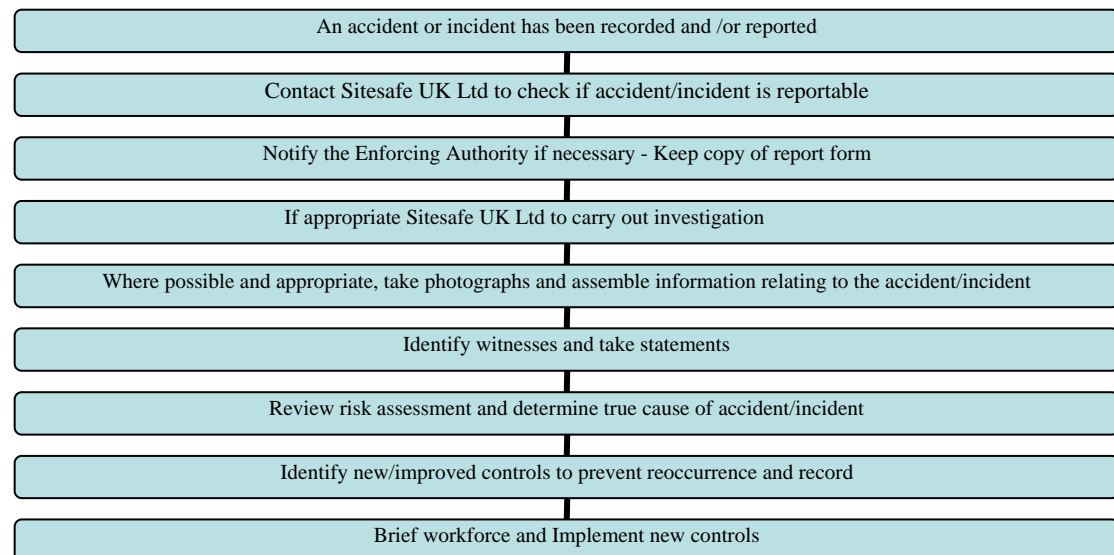 An accident or incident has been recorded and /or reported
Contact Sitesafe UK Ltd to check if accident/incident is reportable
Notify the Enforcing Authority if necessary - Keep copy of report form
If appropriate Sitesafe UK Ltd to carry out investigation
Where possible and appropriate, take photographs and assemble information relating to the accident/incident
Identify witnesses and take statements
Review risk assessment and determine true cause of accident/incident
Identify new/improved controls to prevent reoccurrence and record
Brief workforce and Implement new controls